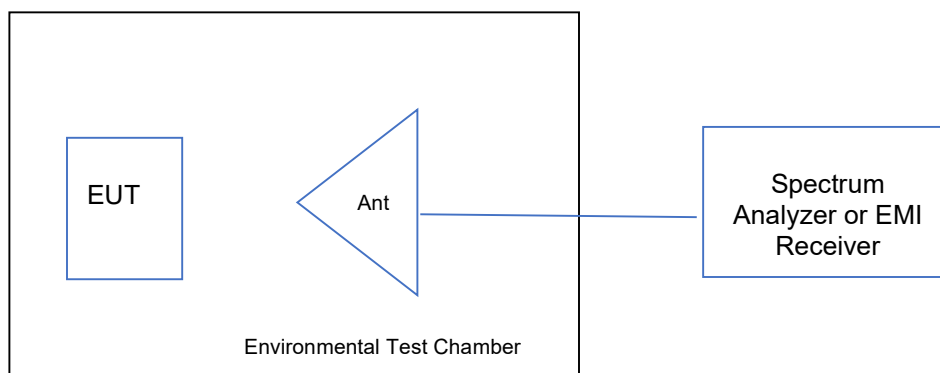 EUT
Ant
Spectrum
Analyzer or EMI
Receiver
Environmental Test Chamber